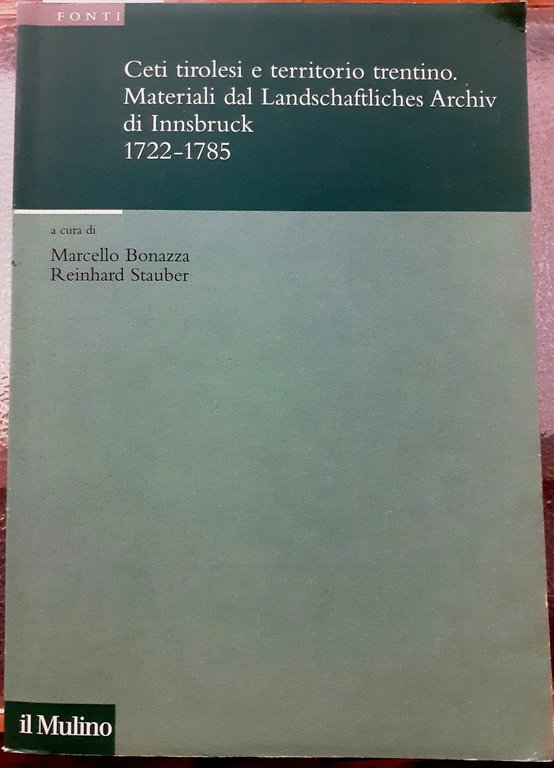 FONTI
Ceti tirolesi e territorio trentino.
Materiali dal Landschaftliches Archiv
di Innsbruck
1722-1785
a cura di
Marcello Bonazza
Reinhard Stauber
il Mulino